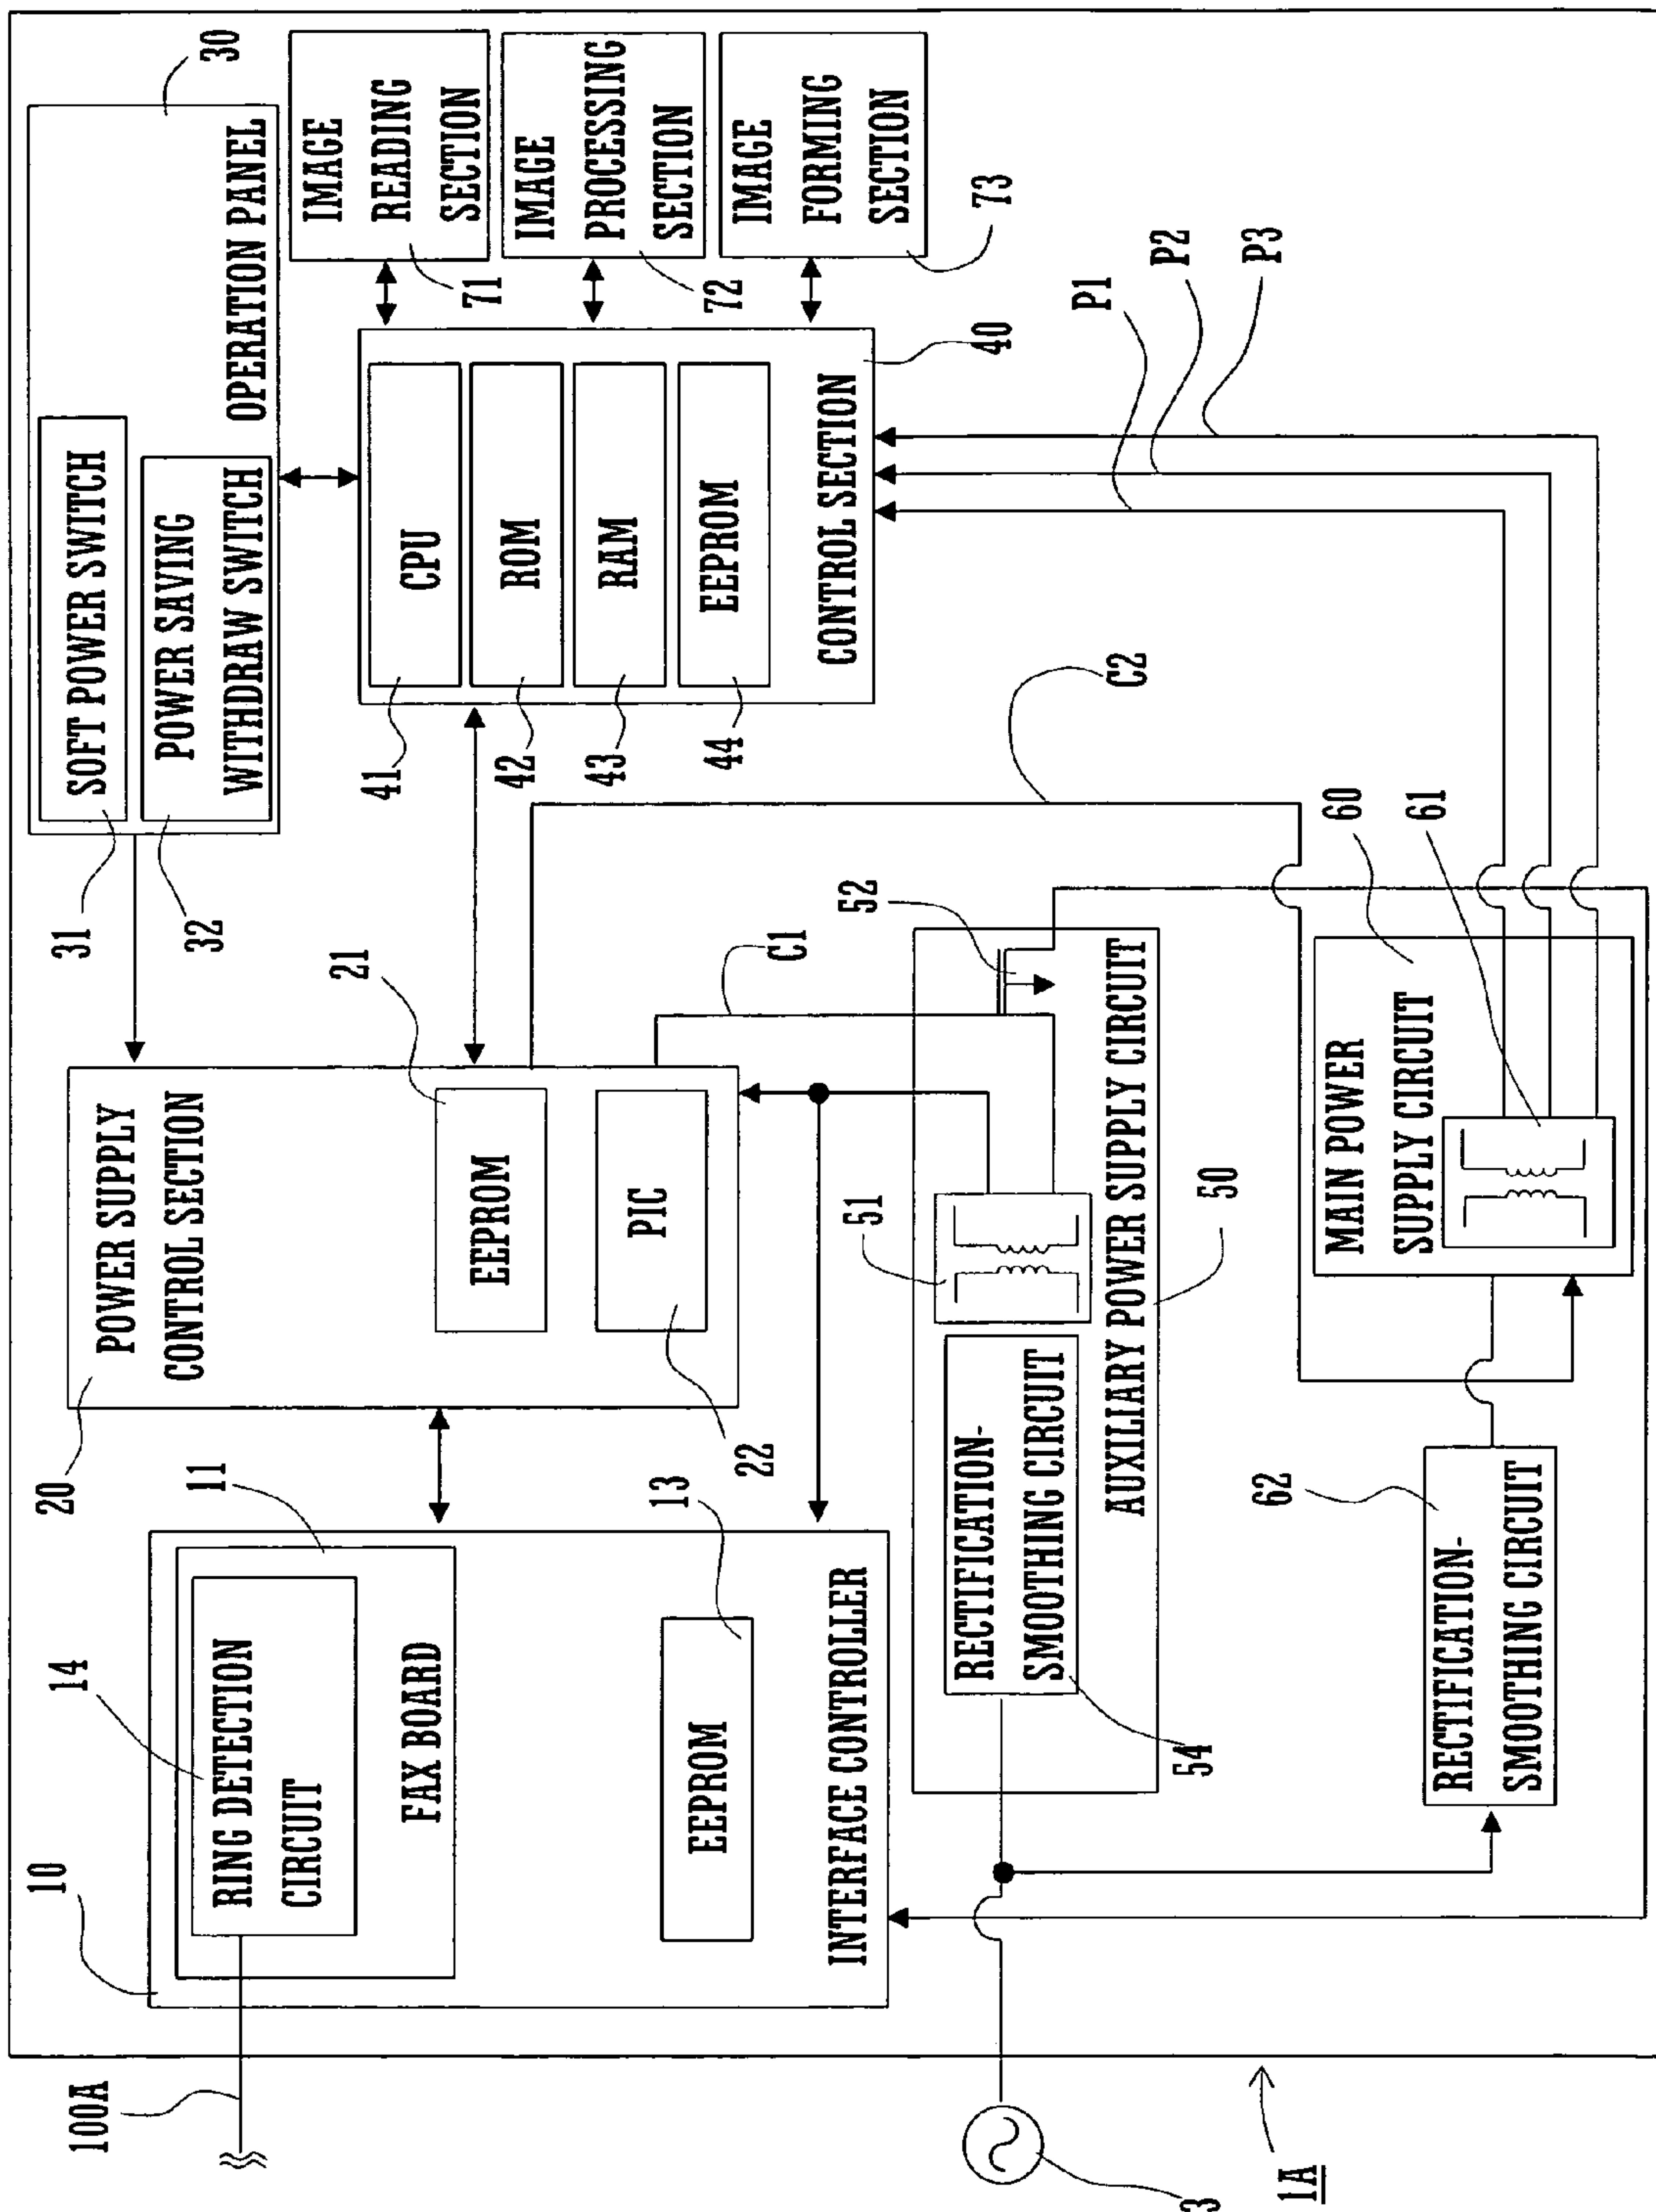 100A
10
14
RING DETECTION
CIRCUIT
11
FAX BOARD
13
EEPROM
INTERFACE CONTROLLER
20
POWER SUPPLY
CONTROL SECTION
21
EEPROM
22
PIC
31
SOFT POWER SWITCH
32
POWER SAVING
WITHDRAW SWITCH
30
OPERATION PANEL
41
CPU
42
ROM
43
RAM
44
EEPROM
CONTROL SECTION
40
IMAGE
READING
SECTION
71
IMAGE
PROCESSING
SECTION
72
IMAGE
FORMING
SECTION
73
C1
C2
P1
P2
P3
3
1A
RECTIFICATION-
SMOOTHING CIRCUIT
54
51
52
AUXILIARY POWER SUPPLY CIRCUIT
50
RECTIFICATION-
SMOOTHING CIRCUIT
62
MAIN POWER
SUPPLY CIRCUIT
60
61